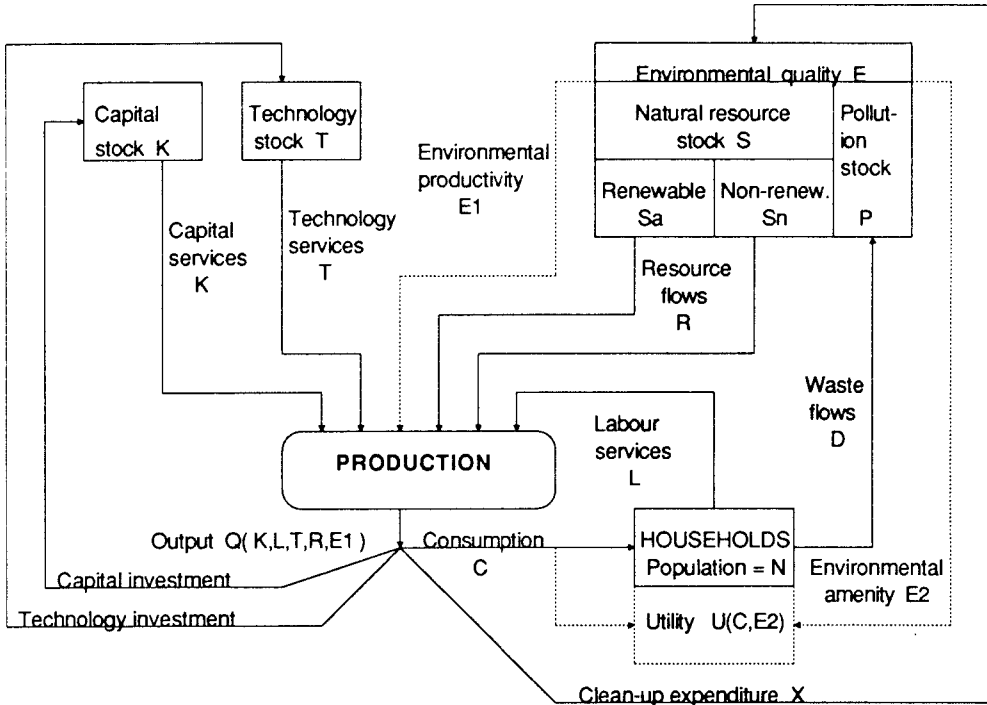 Environmental quality E
Capital
stock K
Technology
stock T
Natural resource
stock S
Pollut-
ion
stock
P
Renewable
Sa
Non-renew.
Sn
Environmental
productivity
E1
Capital
services
K
Technology
services
T
Resource
flows
R
Waste
flows
D
Labour
services
L
PRODUCTION
Output Q( K,L,T,R,E1 )
Consumption
C
HOUSEHOLDS
Population = N
Environmental
amenity E2
Capital investment
Technology investment
Utility U(C,E2)
Clean-up expenditure X